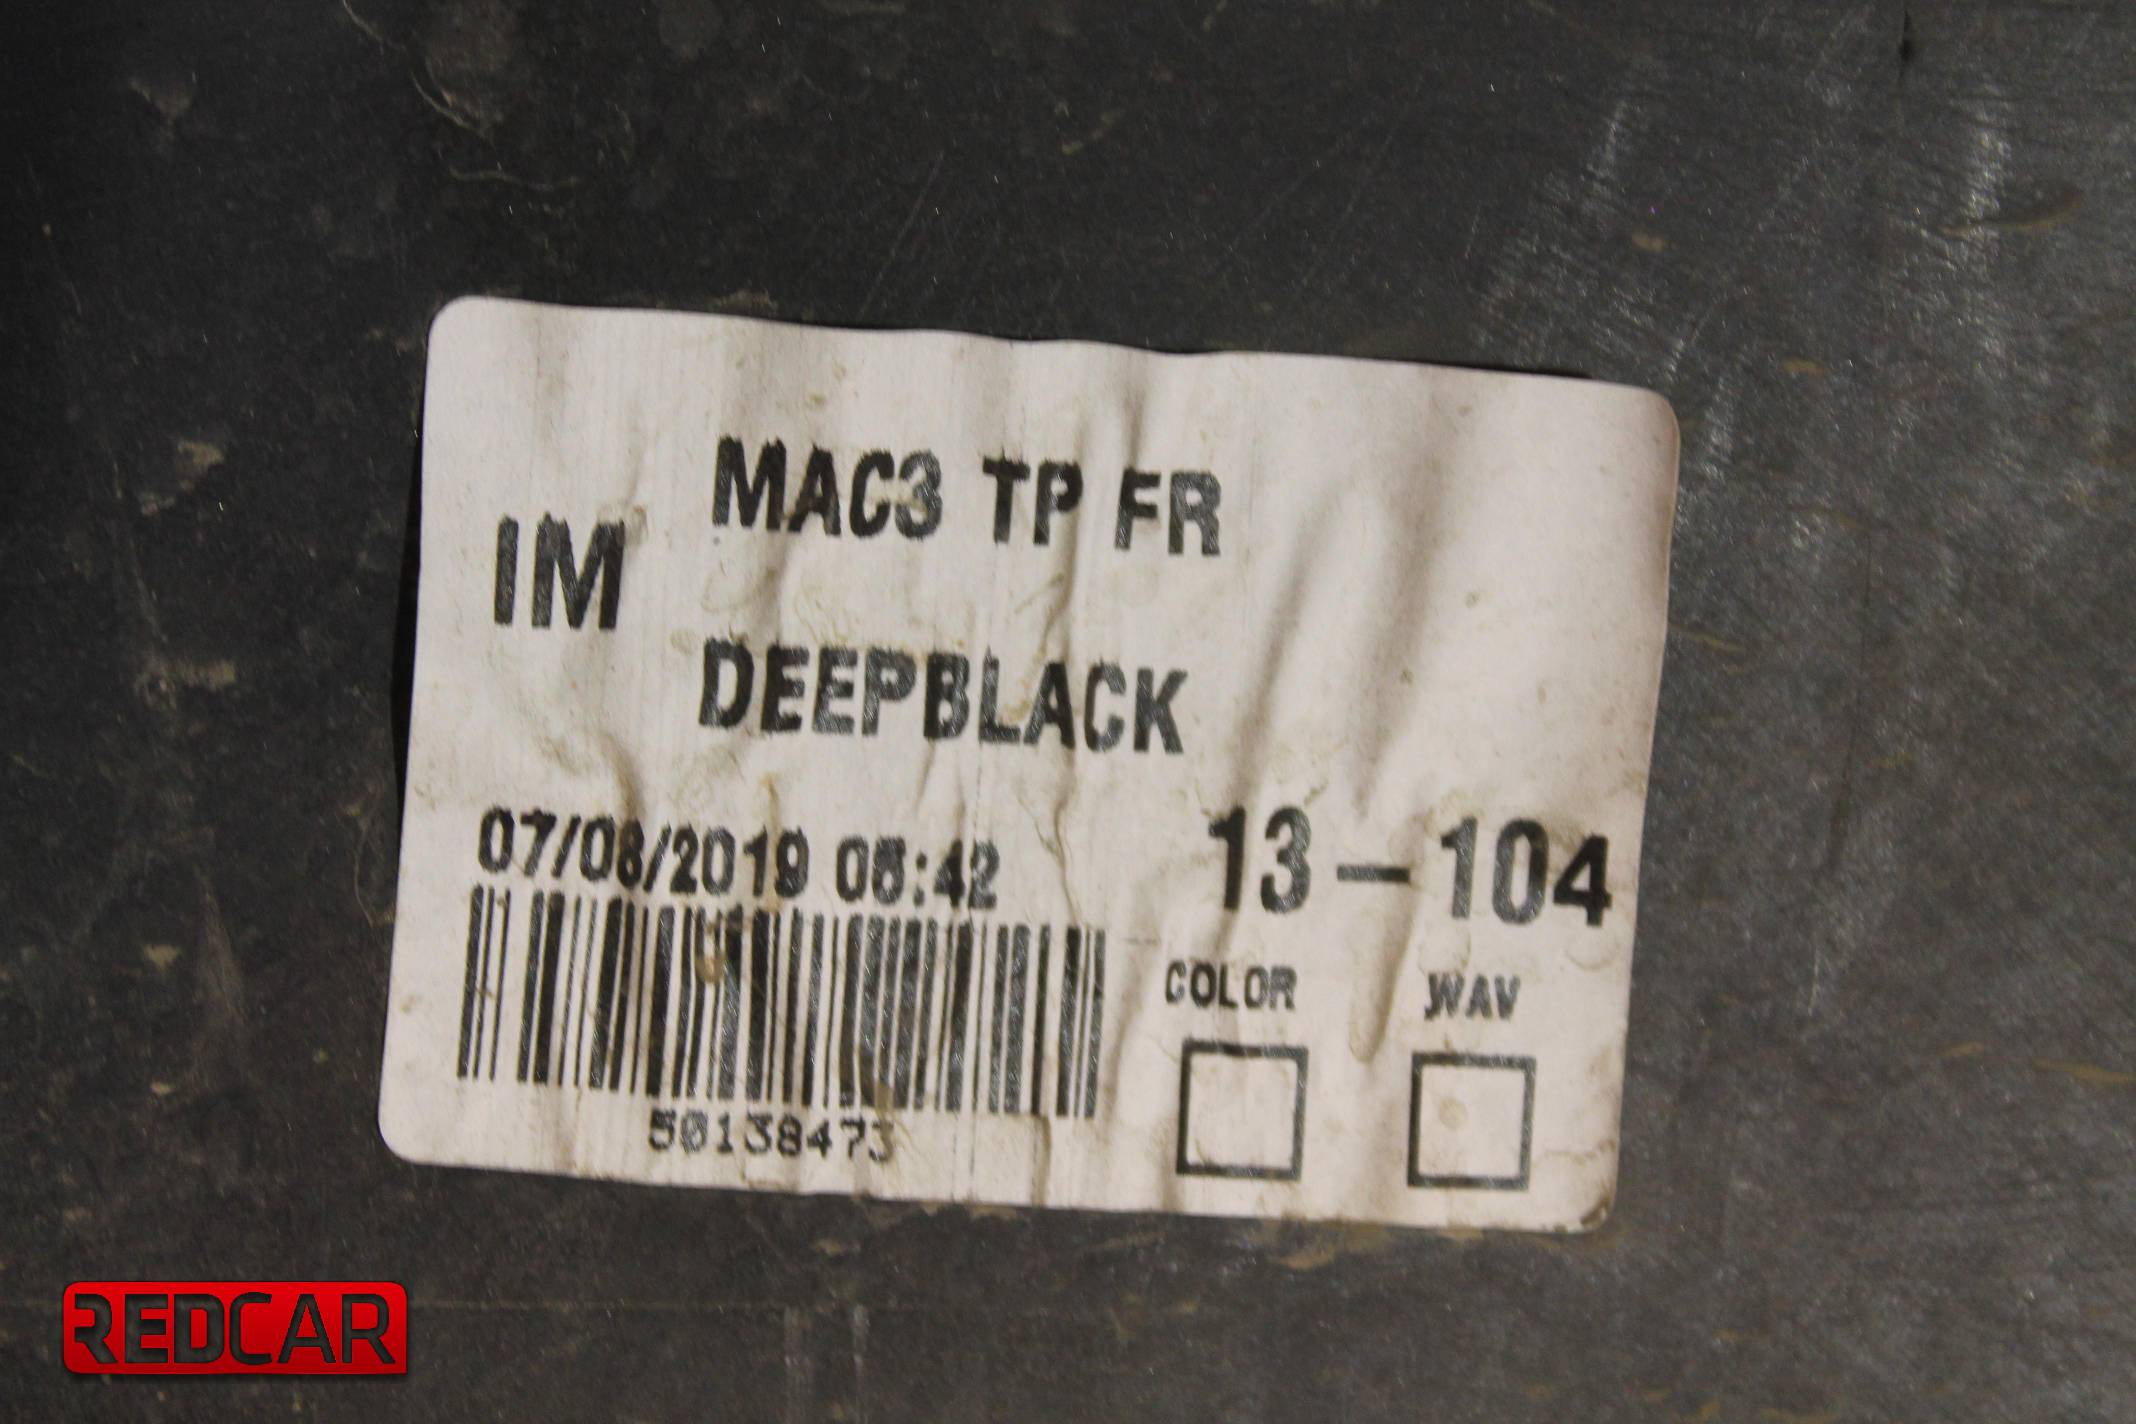 MAC3 TP FR
IM
DEEPBLACK
07/08/2019 05:42
13-104
COLOR WAV
50138473
REDCAR